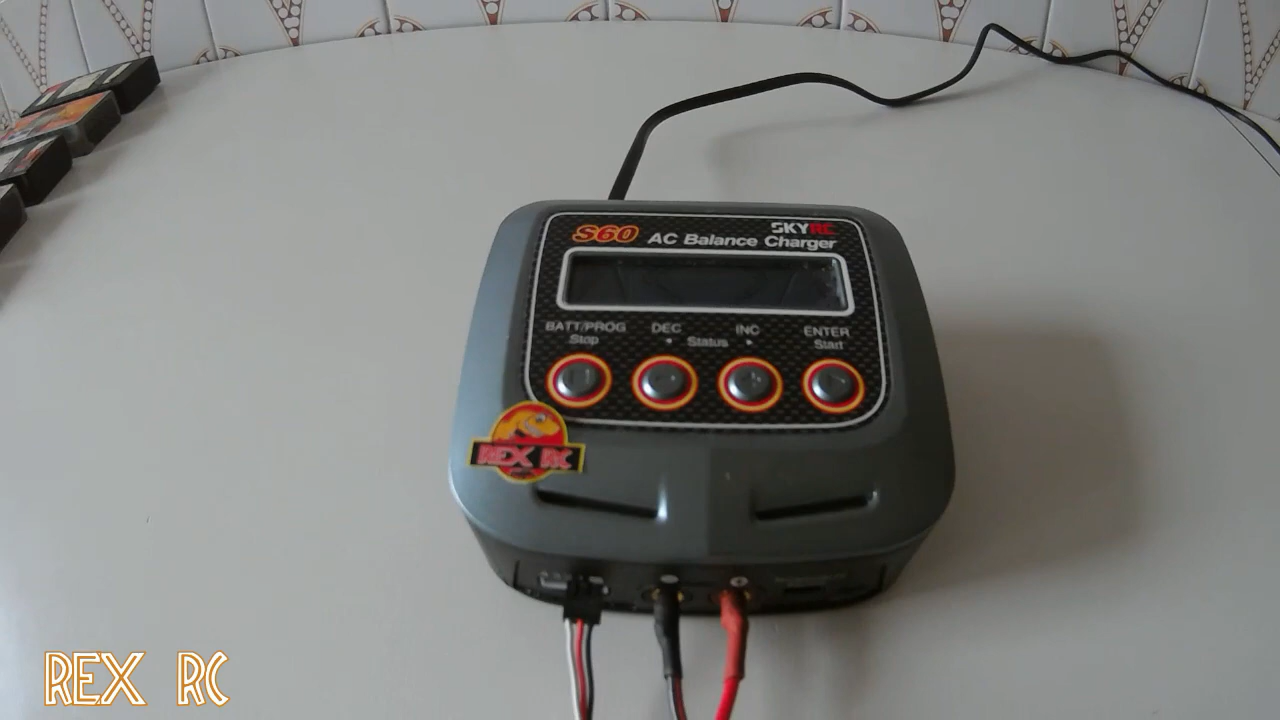 SKYRC
S60 AC Balance Charger
BATT/PROG DEC INC ENTER
Stop Status Start
REX RC
REX RC